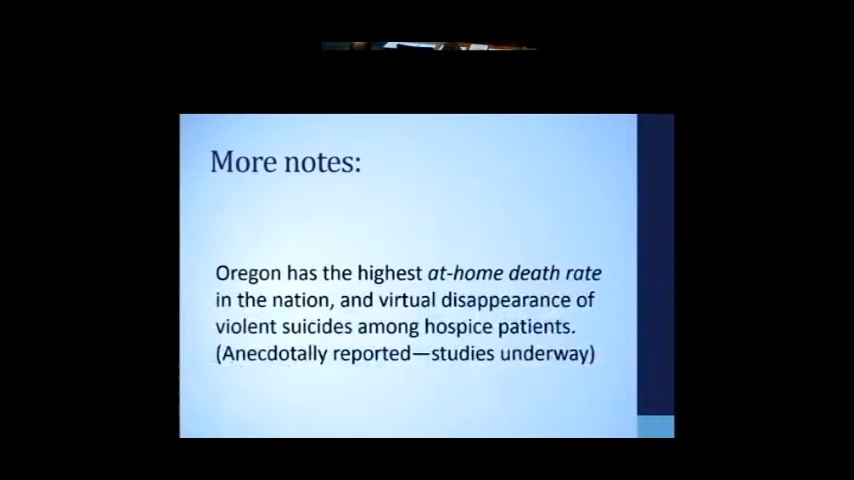 More notes:
Oregon has the highest at-home death rate
in the nation, and virtual disappearance of
violent suicides among hospice patients.
(Anecdotally reported—studies underway)